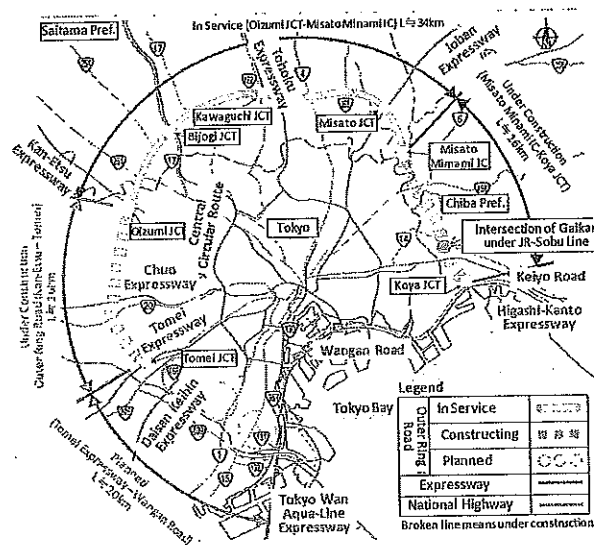 In Service (Oizumi JCT-Misato Minami IC) L≒34km
Saitama Pref.
Tohoku
Expressway
Joban
Expressway
Under Construction
(Misato Minami IC-Koya JCT)
L≒16km
Kawaguchi JCT
Bijogi JCT
Misato JCT
Misato
Mimami JC
Kan-Etsu
Expressway
Chiba Pref.
Oizumi JCT
Central
Circular Route
Tokyo
Intersection of Gaikan
under JR-Sobu Line
Under Construction
Outer Ring Road (Kan-Etsu - Tomei)
L≒16km
Chuo
Expressway
Koya JCT
Keiyo Road
Tomei
Expressway
Higashi-Kanto
Expressway
Wangan Road
Tomei JCT
Tokyo Bay
Daisan Keihin
Expressway
Planned
(Tomei Expressway-Wangan Road)
L≒20km
Tokyo Wan
Aqua-Line
Expressway
Legend
Outer Ring
Road
In Service
Constructing
Planned
Expressway
National Highway
Broken line means under construction